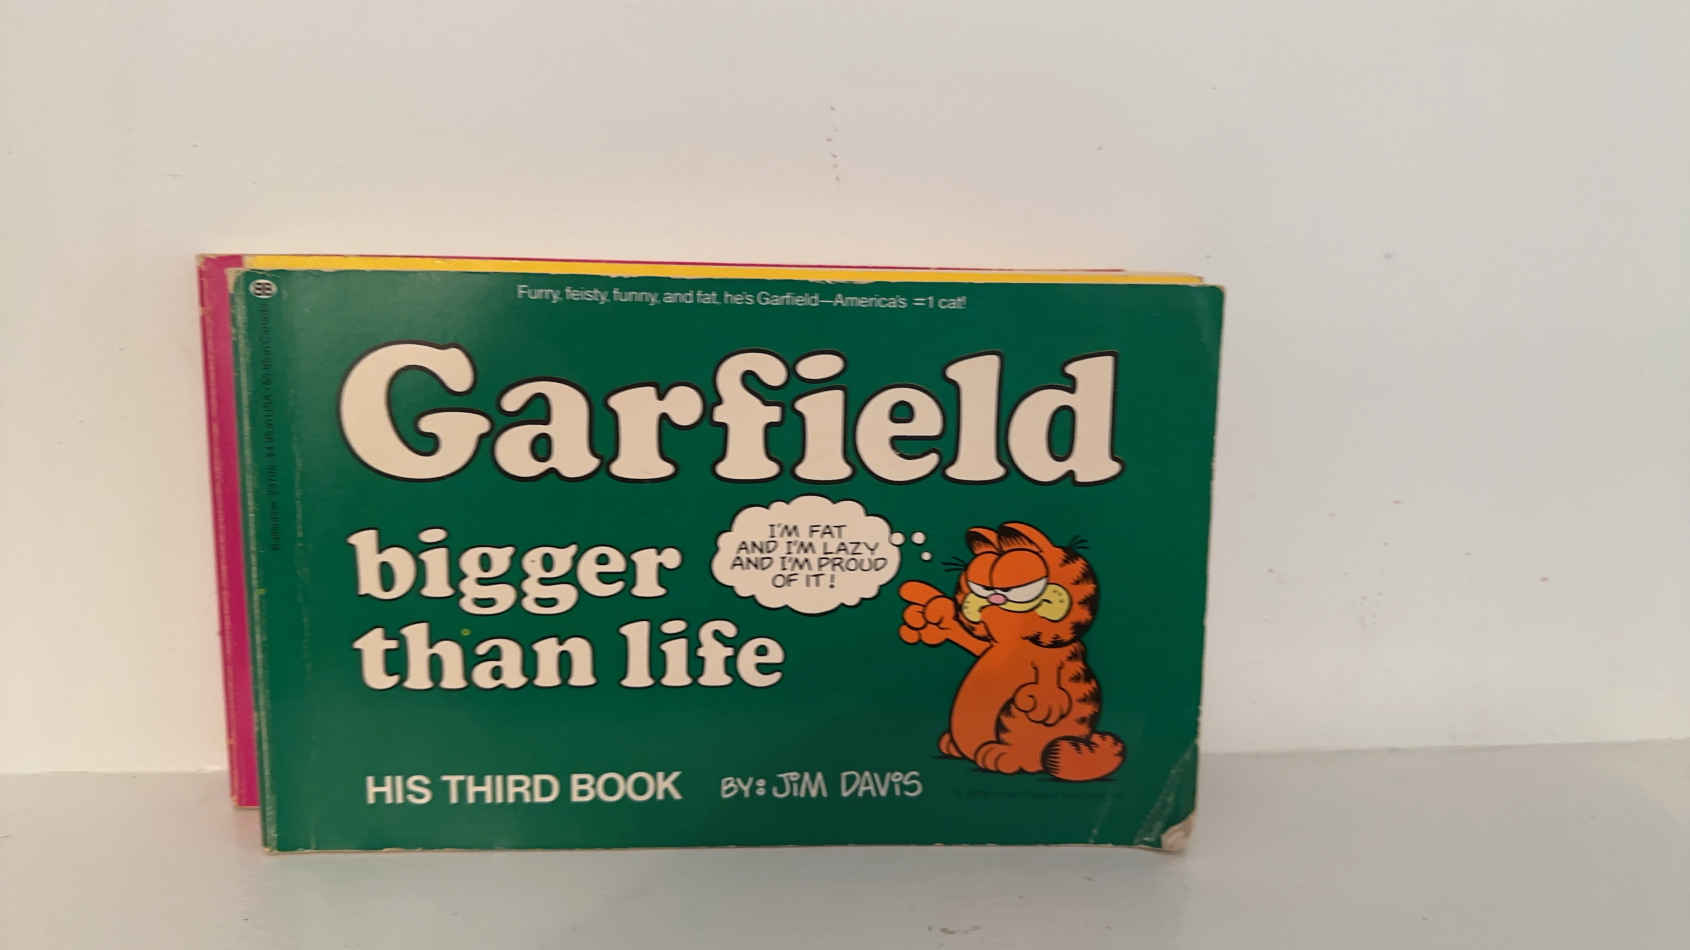 BB
Furry, feisty, funny, and fat, he's Garfield—America's #1 cat!
Garfield
bigger
than life
I'M FAT
AND I'M LAZY
AND I'M PROUD
OF IT!
HIS THIRD BOOK BY: JIM DAVIS